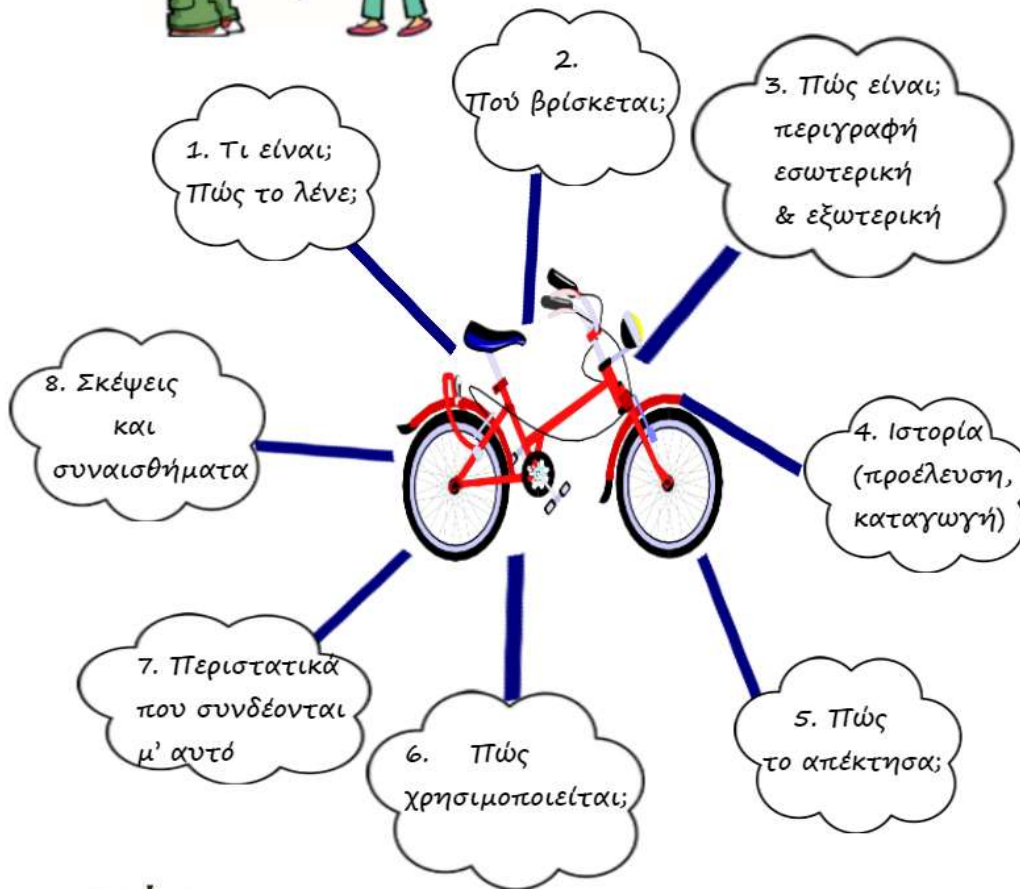 1. Τι είναι;
Πώς το λένε;
2.
Πού βρίσκεται;
3. Πώς είναι;
περιγραφή
εσωτερική
& εξωτερική
4. Ιστορία
(προέλευση,
καταγωγή)
5. Πώς
το απέκτησα;
6. Πώς
χρησιμοποιείται;
7. Περιστατικά
που συνδέονται
μ' αυτό
8. Σκέψεις
και
συναισθήματα